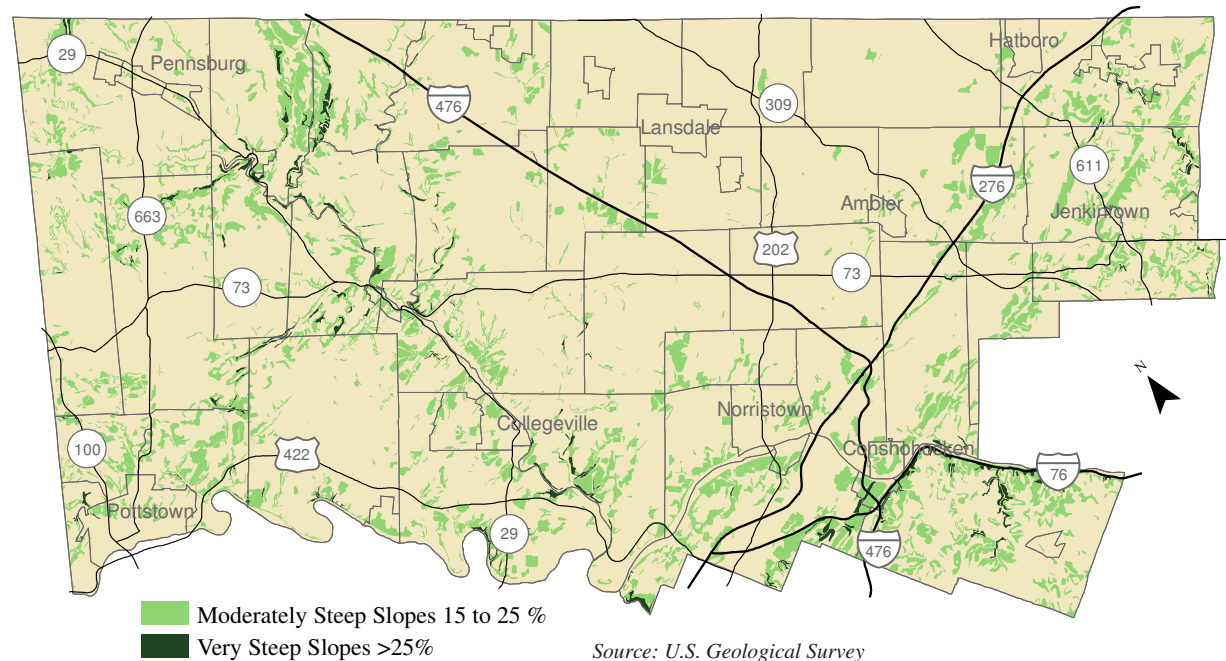 Hatboro
29
Pennsburg
476
309
Lansdale
611
276
Ambler
Jenkintown
663
202
73
73
N
Norristown
Collegeville
Conshohocken
100
422
76
Pottstown
29
476
Moderately Steep Slopes 15 to 25 %
Very Steep Slopes >25%
Source: U.S. Geological Survey